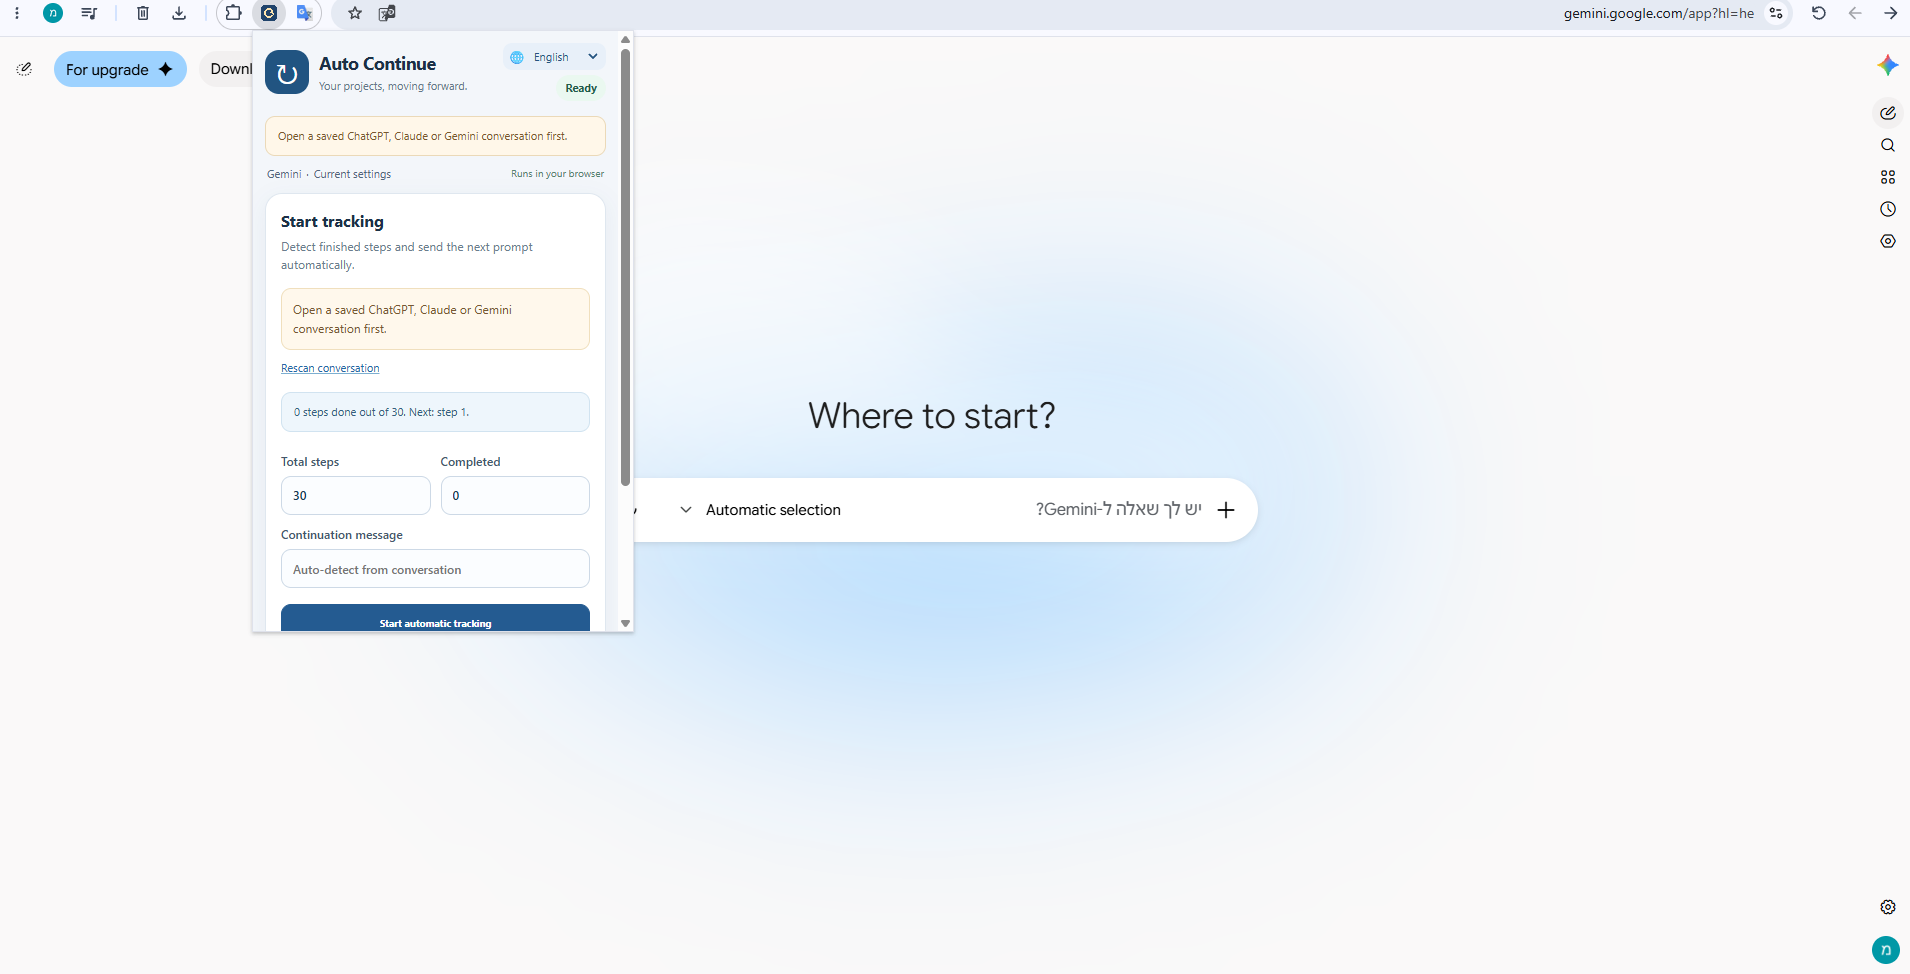 gemini.google.com/app?hl=he
For upgrade
Downl
Auto Continue
Your projects, moving forward.
English
Ready
Open a saved ChatGPT, Claude or Gemini conversation first.
Gemini · Current settings
Runs in your browser
Start tracking
Detect finished steps and send the next prompt
automatically.
Open a saved ChatGPT, Claude or Gemini
conversation first.
Rescan conversation
0 steps done out of 30. Next: step 1.
Total steps
Completed
30
0
Continuation message
Auto-detect from conversation
Start automatic tracking
Where to start?
Automatic selection
יש לך שאלה ל-Gemini?
מ
מ